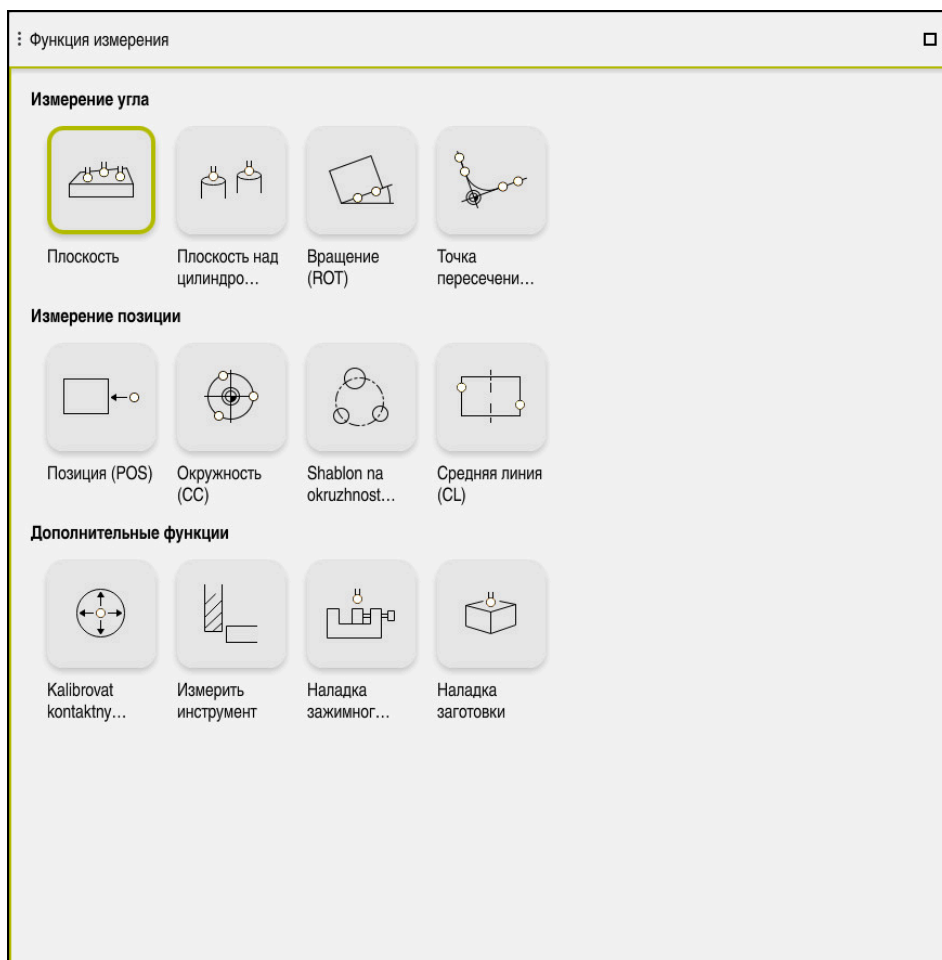 Функция измерения
Измерение угла
Плоскость
Плоскость над
цилиндро...
Вращение
(ROT)
Точка
пересечени...
Измерение позиции
Позиция (POS)
Окружность
(CC)
Shablon na
okruzhnost...
Средняя линия
(CL)
Дополнительные функции
Kalibrovat
kontaktny...
Измерить
инструмент
Наладка
зажимног...
Наладка
заготовки